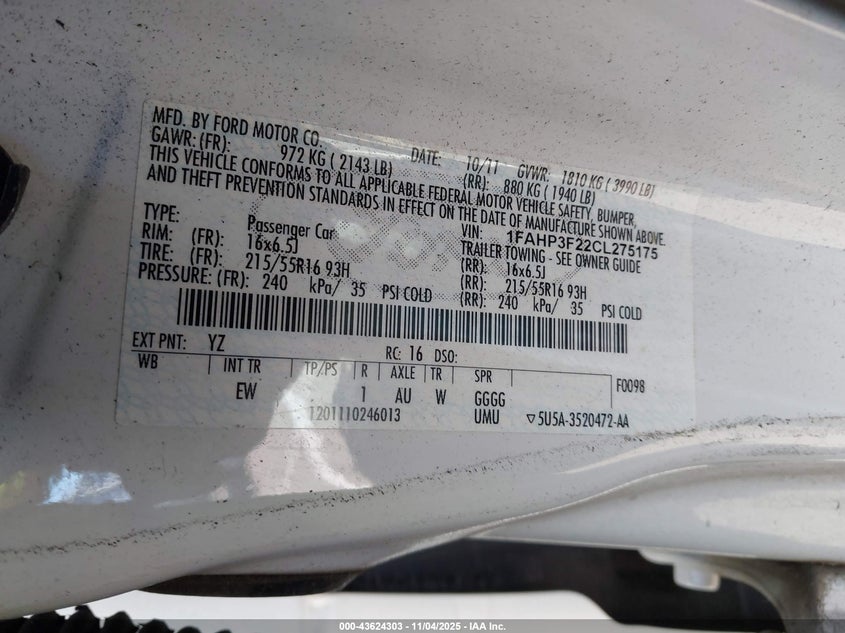 MFD. BY FORD MOTOR CO. DATE: 10/11 GVWR: 1810 KG ( 3990 LB)
GAWR: (FR): 972 KG ( 2143 LB) (RR): 880 KG ( 1940 LB)
THIS VEHICLE CONFORMS TO ALL APPLICABLE FEDERAL MOTOR VEHICLE SAFETY, BUMPER,
AND THEFT PREVENTION STANDARDS IN EFFECT ON THE DATE OF MANUFACTURE SHOWN ABOVE.
VIN: 1FAHP3F22CL275175
TYPE: Passenger Car TRAILER TOWING - SEE OWNER GUIDE
RIM: (FR): 16x6.5J (RR): 16x6.5J
TIRE: (FR): 215/55R16 93H (RR): 215/55R16 93H
PRESSURE: (FR): 240 kPa/ 35 PSI COLD (RR): 240 kPa/ 35 PSI COLD
EXT PNT: YZ RC: 16 DSO:
WB INT TR TP/PS R AXLE TR SPR F0098
EW 1 AU W GGGG
1201110246013 UMU ▽5U5A-3520472-AA
000-43624303 — 11/04/2025 — IAA Inc.